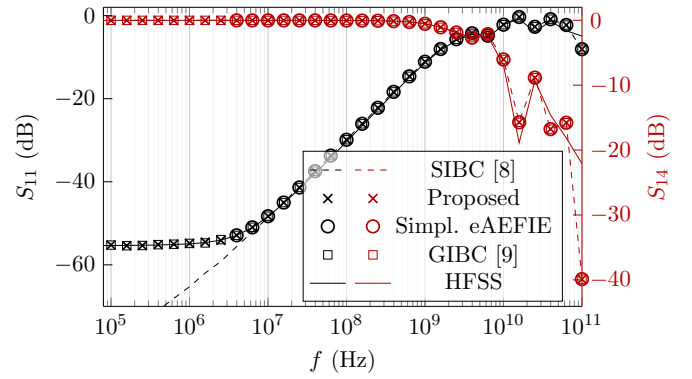 0
−20
−40
−60
S11 (dB)
0
−10
−20
−30
−40
S14 (dB)
SIBC [8]
Proposed
Simpl. eAEFIE
GIBC [9]
HFSS
10^5 10^6 10^7 10^8 10^9 10^10 10^11
f (Hz)